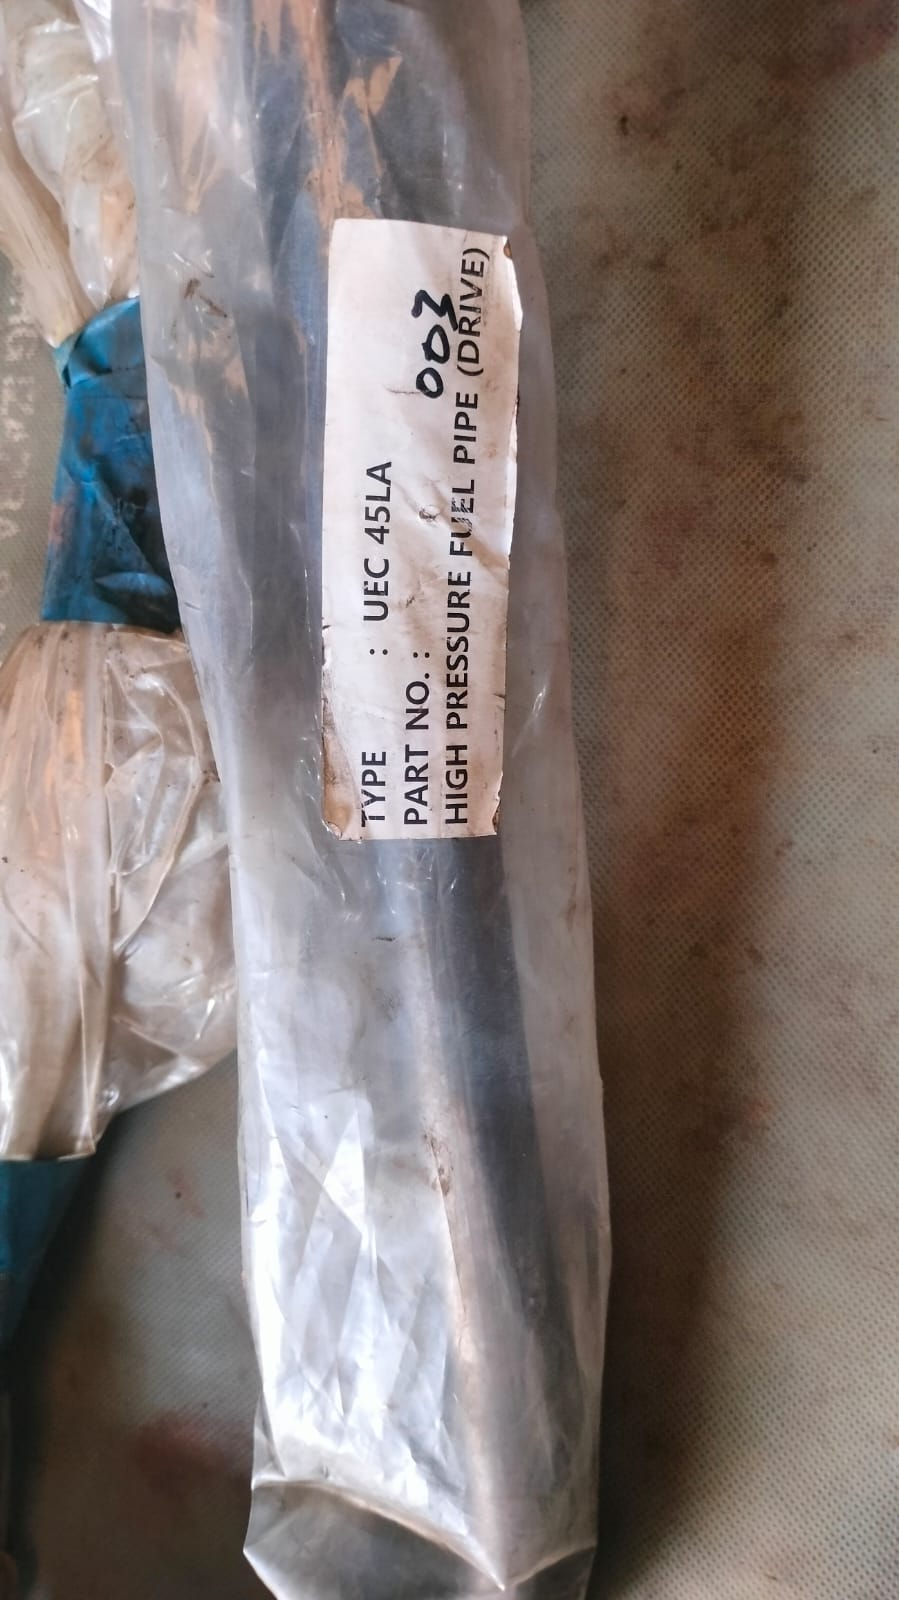 TYPE : UEC 45LA
PART NO. : 003
HIGH PRESSURE FUEL PIPE (DRIVE)